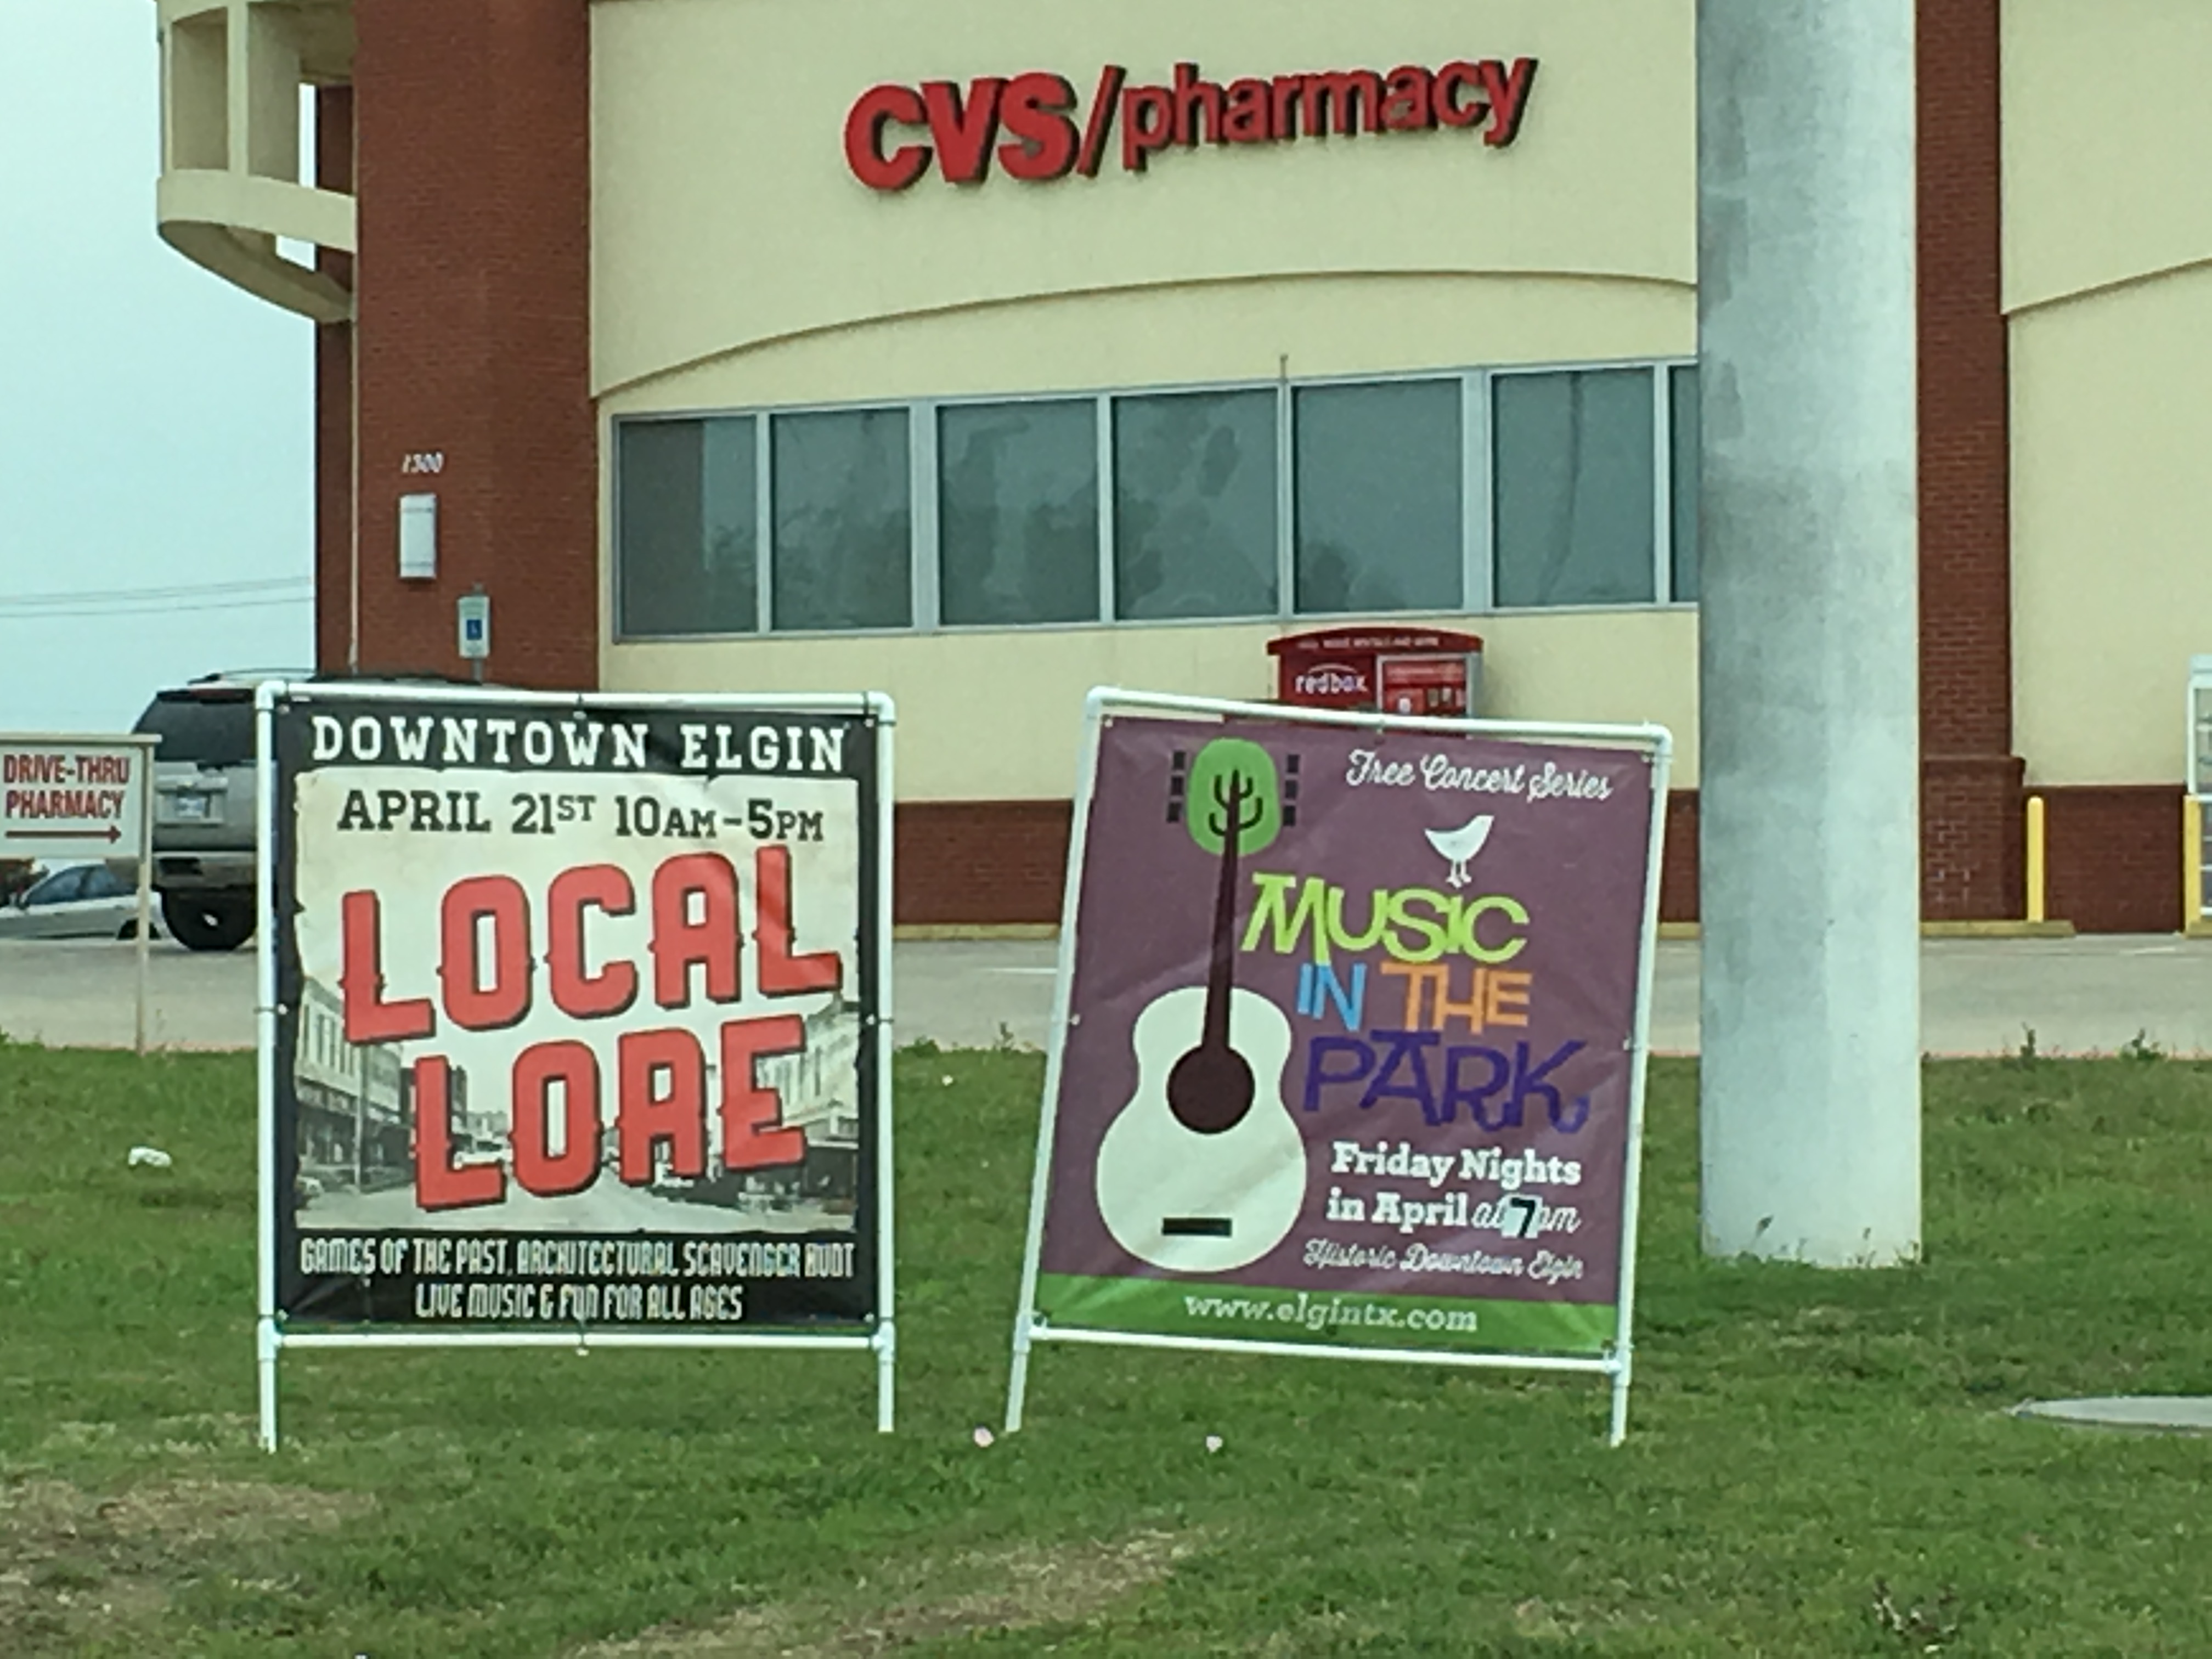 CVS/pharmacy
1300
redbox
DRIVE-THRU
PHARMACY
DOWNTOWN ELGIN
APRIL 21ST 10AM-5PM
LOCAL
LORE
GAMES OF THE PAST, ARCHITECTURAL SCAVENGER HUNT
LIVE MUSIC & FUN FOR ALL AGES
Free Concert Series
MUSIC
IN THE
PARK
Friday Nights
in April at 7pm
Historic Downtown Elgin
www.elgintx.com